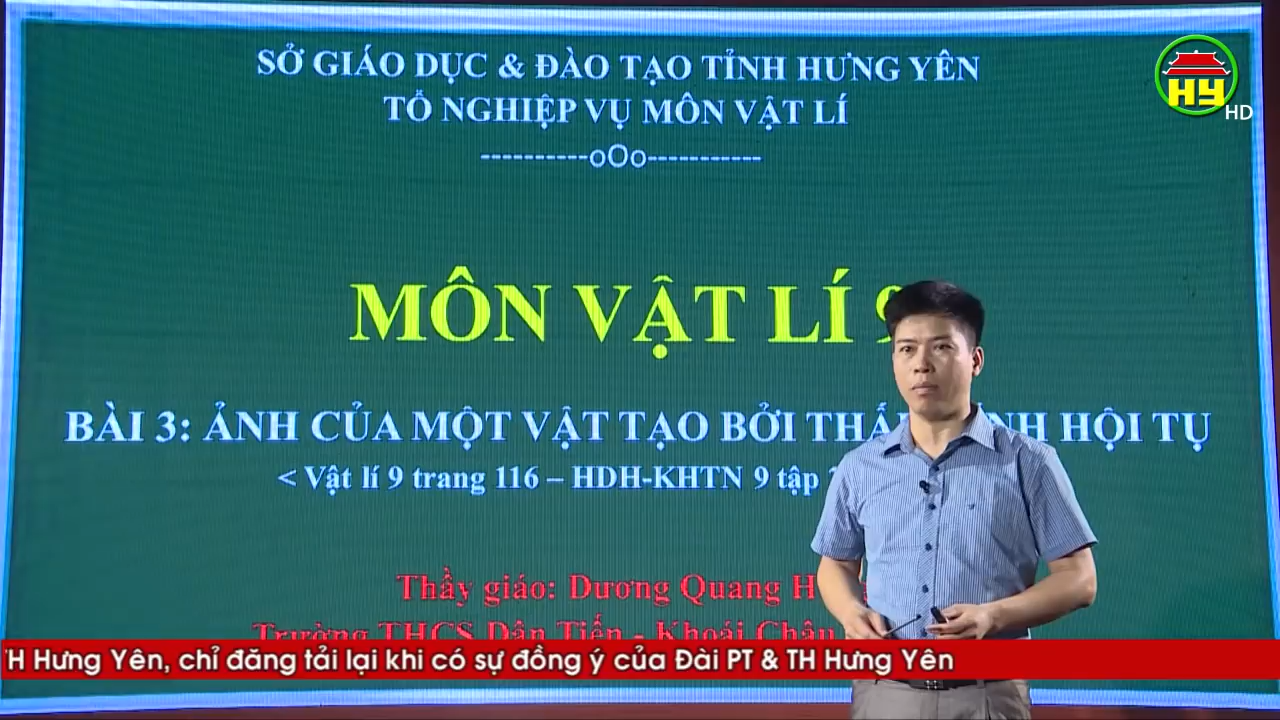 SỞ GIÁO DỤC & ĐÀO TẠO TỈNH HƯNG YÊN
TỔ NGHIỆP VỤ MÔN VẬT LÍ
----------oOo-----------
HY
HD
MÔN VẬT LÍ
BÀI 3: ẢNH CỦA MỘT VẬT TẠO BỞI HỘI TỤ
< Vật lí 9 trang 116 – HDH-KHTN 9 tập
Thầy giáo: Dương Quang
Trường THCS Dân Tiến - Khoái Châu
TH Hưng Yên, chỉ đăng tải lại khi có sự đồng ý của Đài PT & TH Hưng Yên